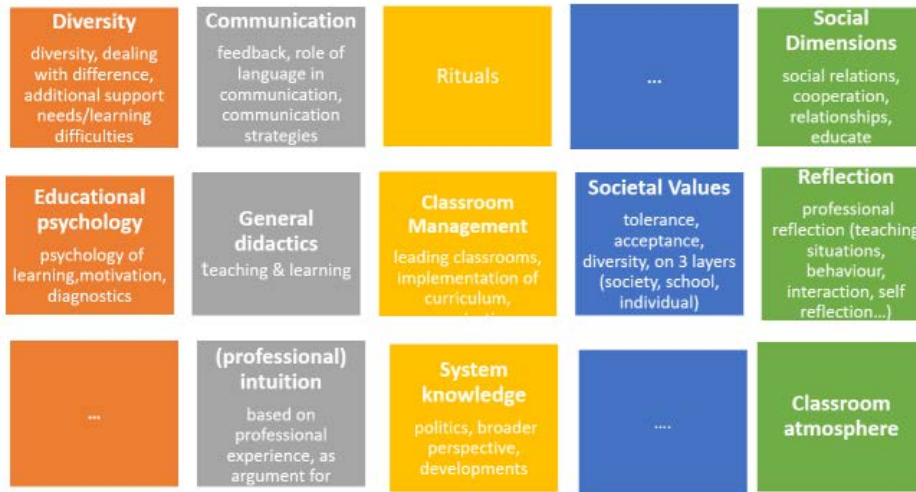 Diversity
diversity, dealing
with difference,
additional support
needs/learning
difficulties
Communication
feedback, role of
language in
communication,
communication
strategies
Rituals
...
Social
Dimensions
social relations,
cooperation,
relationships,
educate
Educational
psychology
psychology of
learning,motivation,
diagnostics
General
didactics
teaching & learning
Classroom
Management
leading classrooms,
implementation of
curriculum,
Societal Values
tolerance,
acceptance,
diversity, on 3 layers
(society, school,
individual)
Reflection
professional
reflection (teaching
situations,
behaviour,
interaction, self
reflection...)
...
(professional)
intuition
based on
professional
experience, as
argument for
System
knowledge
politics, broader
perspective,
developments
....
Classroom
atmosphere